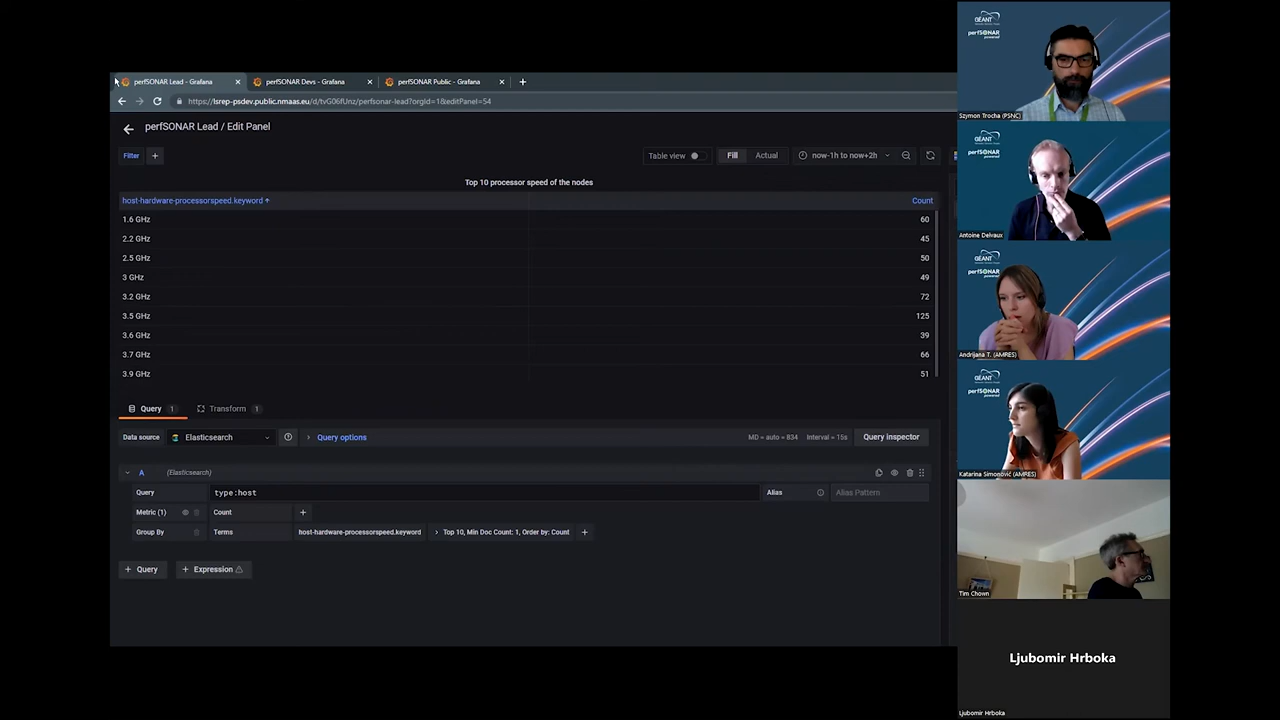 perfSONAR Lead - Grafana
perfSONAR Devs - Grafana
perfSONAR Public - Grafana
https://lsrep-psdev.public.nmaas.eu/d/tvG06fUnz/perfsonar-lead?orgId=1&editPanel=54
perfSONAR Lead / Edit Panel
Filter
Table view
Fill
Actual
now-1h to now+2h
Top 10 processor speed of the nodes
host-hardware-processorspeed.keyword
Count
1.6 GHz 60
2.2 GHz 45
2.5 GHz 50
3 GHz 49
3.2 GHz 72
3.5 GHz 125
3.6 GHz 39
3.7 GHz 66
3.9 GHz 51
Query 1
Transform 1
Data source
Elasticsearch
Query options
MD = auto = 834
Interval = 15s
Query inspector
A
(Elasticsearch)
Query
type:host
Alias
Alias Pattern
Metric (1)
Count
Group By
Terms
host-hardware-processorspeed.keyword
Top 10, Min Doc Count: 1, Order by: Count
+ Query
+ Expression
GÉANT
perfSONAR
powered
Szymon Trocha (PSNC)
GÉANT
perfSONAR
powered
Antoine Delvaux
GÉANT
perfSONAR
powered
Andrijana T. (AMRES)
GÉANT
perfSONAR
powered
Katarina Simonović (AMRES)
Tim Chown
Ljubomir Hrboka
Ljubomir Hrboka